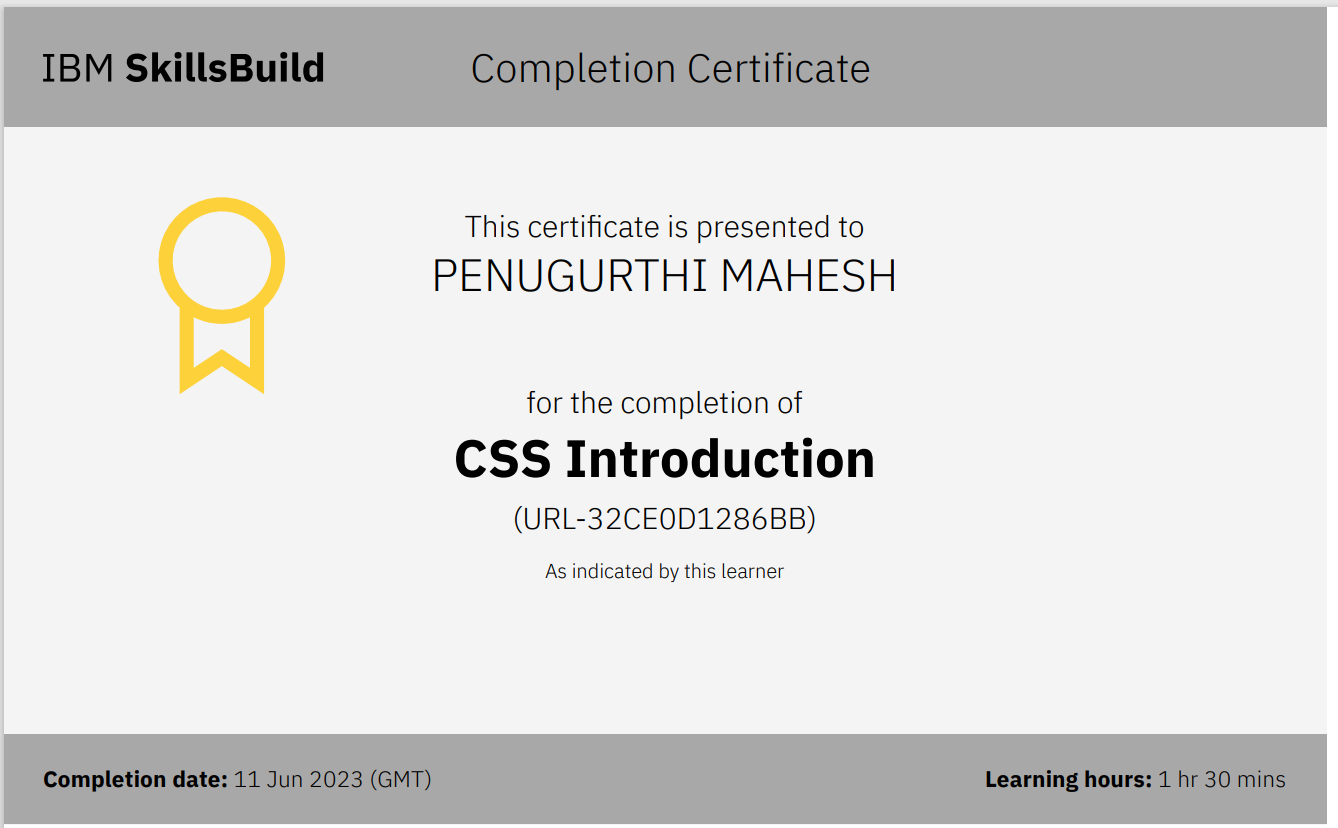 IBM SkillsBuild
Completion Certificate
This certificate is presented to
PENUGURTHI MAHESH
for the completion of
CSS Introduction
(URL-32CE0D1286BB)
As indicated by this learner
Completion date: 11 Jun 2023 (GMT)
Learning hours: 1 hr 30 mins